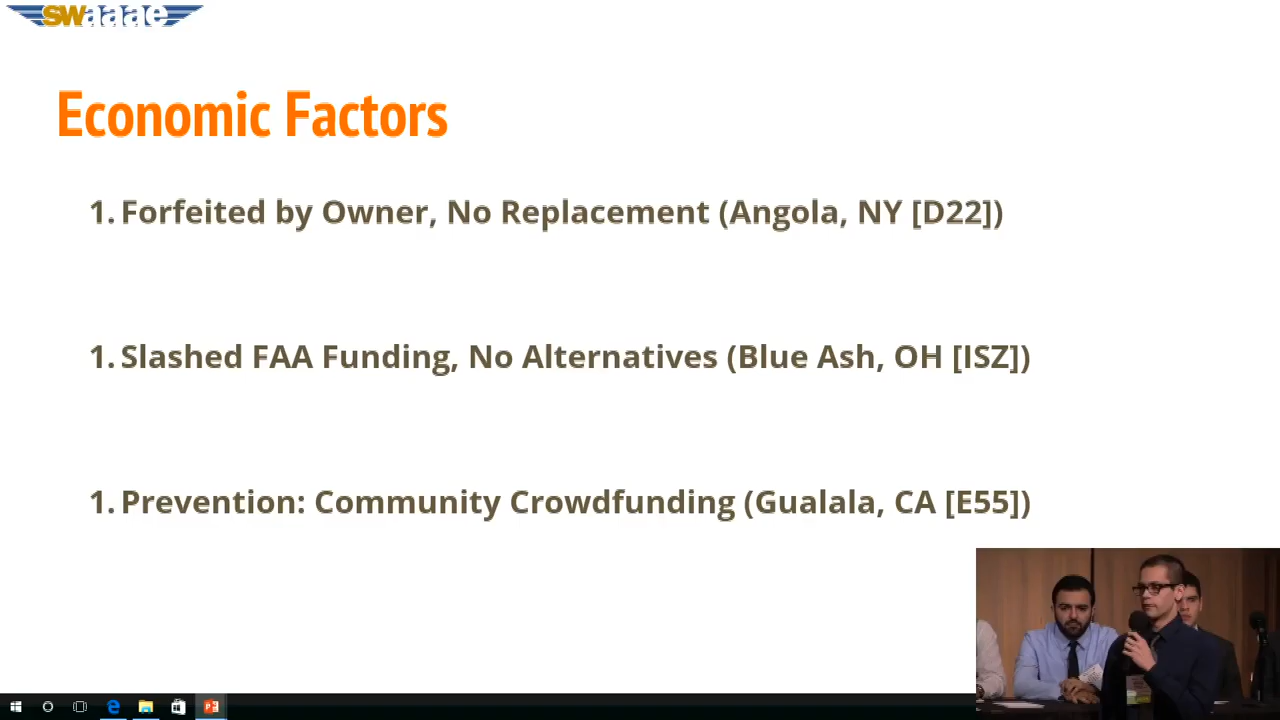 swaaae
Economic Factors
1. Forfeited by Owner, No Replacement (Angola, NY [D22])
1. Slashed FAA Funding, No Alternatives (Blue Ash, OH [ISZ])
1. Prevention: Community Crowdfunding (Gualala, CA [E55])